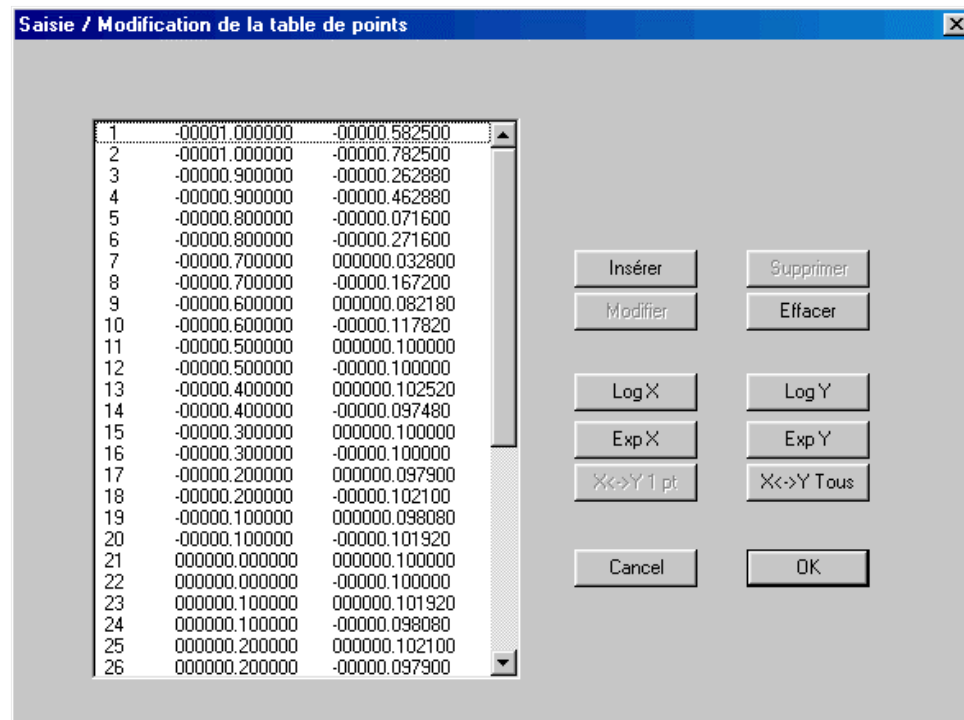 Saisie / Modification de la table de points
1 -00001.000000 -00000.582500
2 -00001.000000 -00000.782500
3 -00000.900000 -00000.262880
4 -00000.900000 -00000.462880
5 -00000.800000 -00000.071600
6 -00000.800000 -00000.271600
7 -00000.700000 000000.032800
8 -00000.700000 -00000.167200
9 -00000.600000 000000.082180
10 -00000.600000 -00000.117820
11 -00000.500000 000000.100000
12 -00000.500000 -00000.100000
13 -00000.400000 000000.102520
14 -00000.400000 -00000.097480
15 -00000.300000 000000.100000
16 -00000.300000 -00000.100000
17 -00000.200000 000000.097900
18 -00000.200000 -00000.102100
19 -00000.100000 000000.098080
20 -00000.100000 -00000.101920
21 000000.000000 000000.100000
22 000000.000000 -00000.100000
23 000000.100000 000000.101920
24 000000.100000 -00000.098080
25 000000.200000 000000.102100
26 000000.200000 -00000.097900
Insérer Supprimer
Modifier Effacer
Log X Log Y
Exp X Exp Y
X<->Y 1 pt X<->Y Tous
Cancel OK